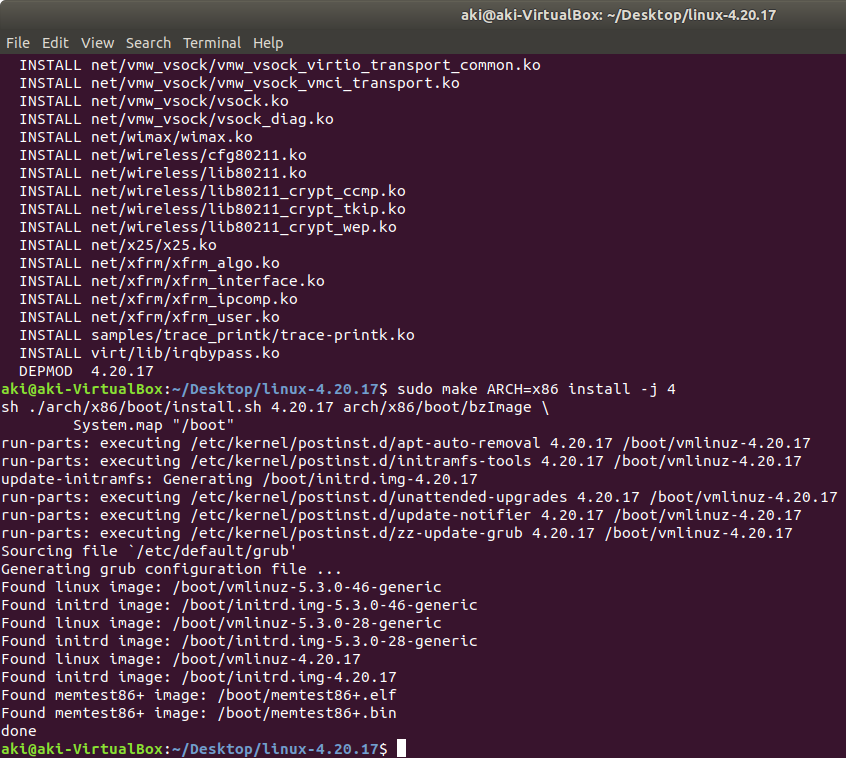 aki@aki-VirtualBox: ~/Desktop/linux-4.20.17
File Edit View Search Terminal Help
  INSTALL net/vmw_vsock/vmw_vsock_virtio_transport_common.ko
  INSTALL net/vmw_vsock/vmw_vsock_vmci_transport.ko
  INSTALL net/vmw_vsock/vsock.ko
  INSTALL net/vmw_vsock/vsock_diag.ko
  INSTALL net/wimax/wimax.ko
  INSTALL net/wireless/cfg80211.ko
  INSTALL net/wireless/lib80211.ko
  INSTALL net/wireless/lib80211_crypt_ccmp.ko
  INSTALL net/wireless/lib80211_crypt_tkip.ko
  INSTALL net/wireless/lib80211_crypt_wep.ko
  INSTALL net/x25/x25.ko
  INSTALL net/xfrm/xfrm_algo.ko
  INSTALL net/xfrm/xfrm_interface.ko
  INSTALL net/xfrm/xfrm_ipcomp.ko
  INSTALL net/xfrm/xfrm_user.ko
  INSTALL samples/trace_printk/trace-printk.ko
  INSTALL virt/lib/irqbypass.ko
  DEPMOD  4.20.17
aki@aki-VirtualBox:~/Desktop/linux-4.20.17$ sudo make ARCH=x86 install -j 4
sh ./arch/x86/boot/install.sh 4.20.17 arch/x86/boot/bzImage \
        System.map "/boot"
run-parts: executing /etc/kernel/postinst.d/apt-auto-removal 4.20.17 /boot/vmlinuz-4.20.17
run-parts: executing /etc/kernel/postinst.d/initramfs-tools 4.20.17 /boot/vmlinuz-4.20.17
update-initramfs: Generating /boot/initrd.img-4.20.17
run-parts: executing /etc/kernel/postinst.d/unattended-upgrades 4.20.17 /boot/vmlinuz-4.20.17
run-parts: executing /etc/kernel/postinst.d/update-notifier 4.20.17 /boot/vmlinuz-4.20.17
run-parts: executing /etc/kernel/postinst.d/zz-update-grub 4.20.17 /boot/vmlinuz-4.20.17
Sourcing file `/etc/default/grub'
Generating grub configuration file ...
Found linux image: /boot/vmlinuz-5.3.0-46-generic
Found initrd image: /boot/initrd.img-5.3.0-46-generic
Found linux image: /boot/vmlinuz-5.3.0-28-generic
Found initrd image: /boot/initrd.img-5.3.0-28-generic
Found linux image: /boot/vmlinuz-4.20.17
Found initrd image: /boot/initrd.img-4.20.17
Found memtest86+ image: /boot/memtest86+.elf
Found memtest86+ image: /boot/memtest86+.bin
done
aki@aki-VirtualBox:~/Desktop/linux-4.20.17$